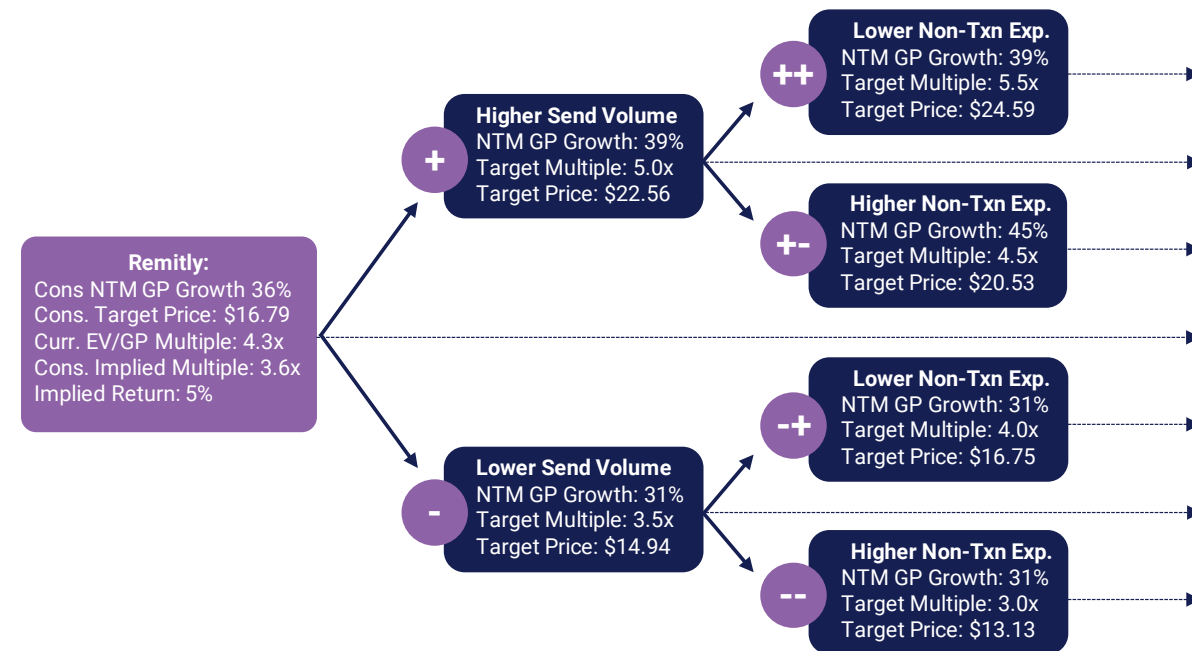 Remitly:
Cons NTM GP Growth 36%
Cons. Target Price: $16.79
Curr. EV/GP Multiple: 4.3x
Cons. Implied Multiple: 3.6x
Implied Return: 5%
+
Higher Send Volume
NTM GP Growth: 39%
Target Multiple: 5.0x
Target Price: $22.56
-
Lower Send Volume
NTM GP Growth: 31%
Target Multiple: 3.5x
Target Price: $14.94
++
Lower Non-Txn Exp.
NTM GP Growth: 39%
Target Multiple: 5.5x
Target Price: $24.59
+-
Higher Non-Txn Exp.
NTM GP Growth: 45%
Target Multiple: 4.5x
Target Price: $20.53
-+
Lower Non-Txn Exp.
NTM GP Growth: 31%
Target Multiple: 4.0x
Target Price: $16.75
--
Higher Non-Txn Exp.
NTM GP Growth: 31%
Target Multiple: 3.0x
Target Price: $13.13